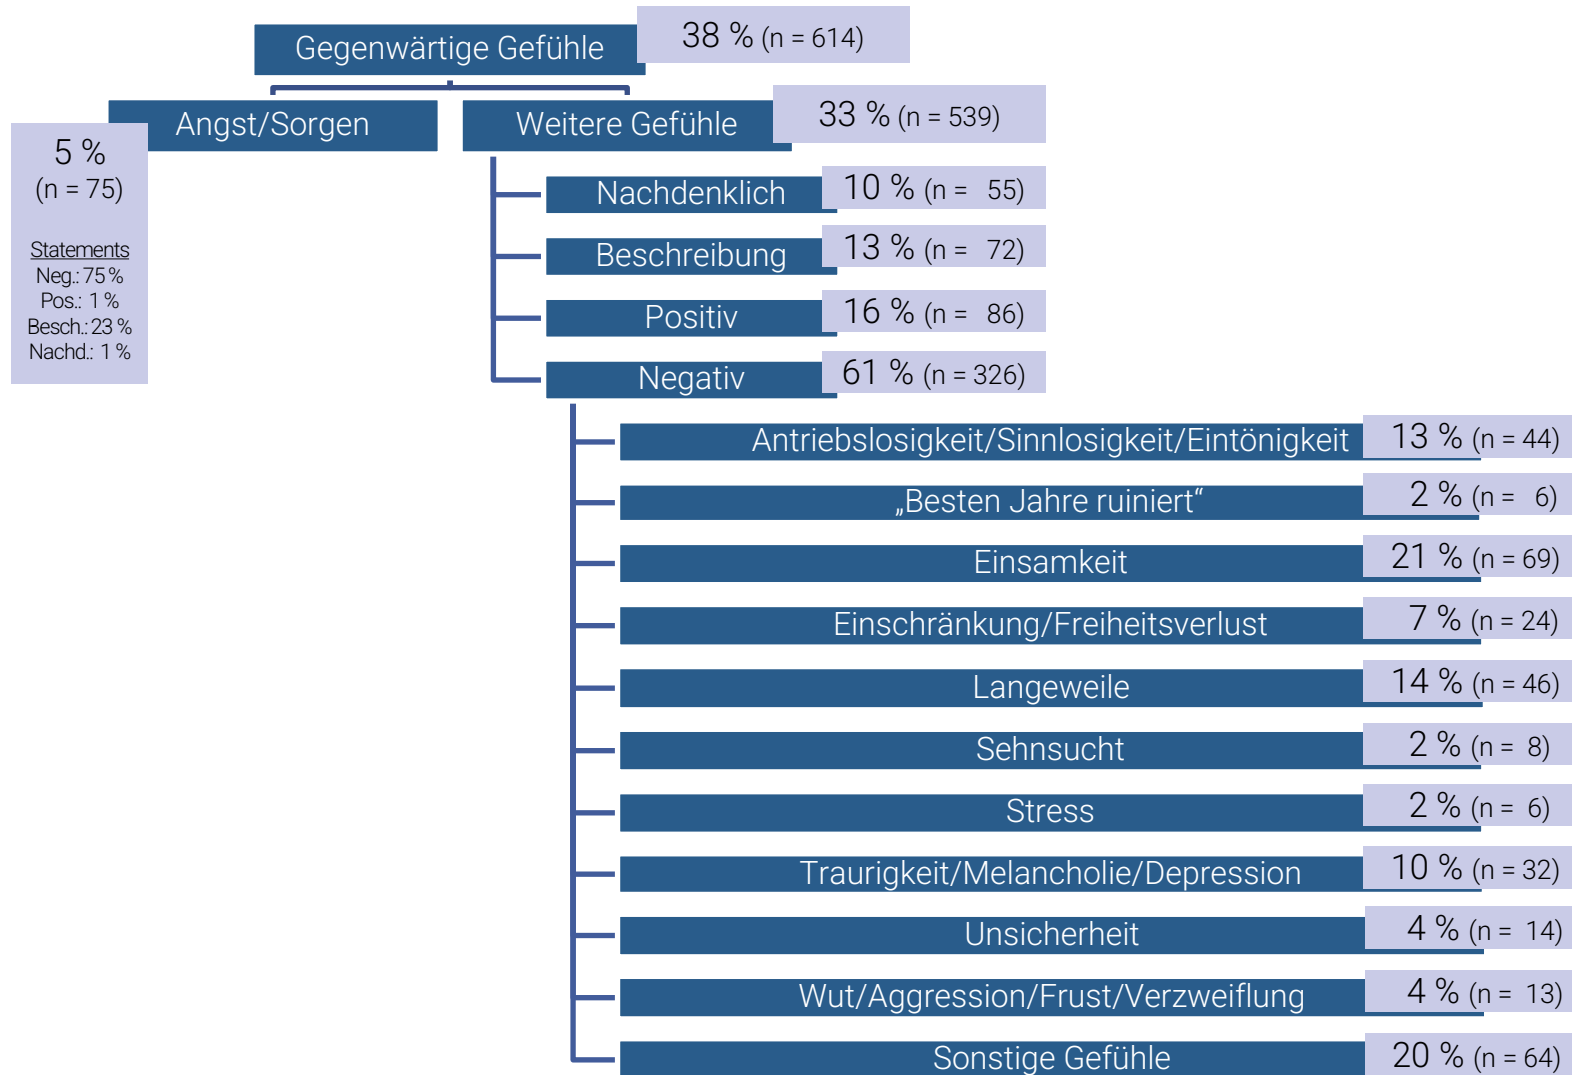 Gegenwärtige Gefühle 38 % (n = 614)
Angst/Sorgen
5 %
(n = 75)
Statements
Neg.: 75 %
Pos.: 1 %
Besch.: 23 %
Nachd.: 1 %
Weitere Gefühle 33 % (n = 539)
Nachdenklich 10 % (n = 55)
Beschreibung 13 % (n = 72)
Positiv 16 % (n = 86)
Negativ 61 % (n = 326)
Antriebslosigkeit/Sinnlosigkeit/Eintönigkeit 13 % (n = 44)
„Besten Jahre ruiniert“ 2 % (n = 6)
Einsamkeit 21 % (n = 69)
Einschränkung/Freiheitsverlust 7 % (n = 24)
Langeweile 14 % (n = 46)
Sehnsucht 2 % (n = 8)
Stress 2 % (n = 6)
Traurigkeit/Melancholie/Depression 10 % (n = 32)
Unsicherheit 4 % (n = 14)
Wut/Aggression/Frust/Verzweiflung 4 % (n = 13)
Sonstige Gefühle 20 % (n = 64)